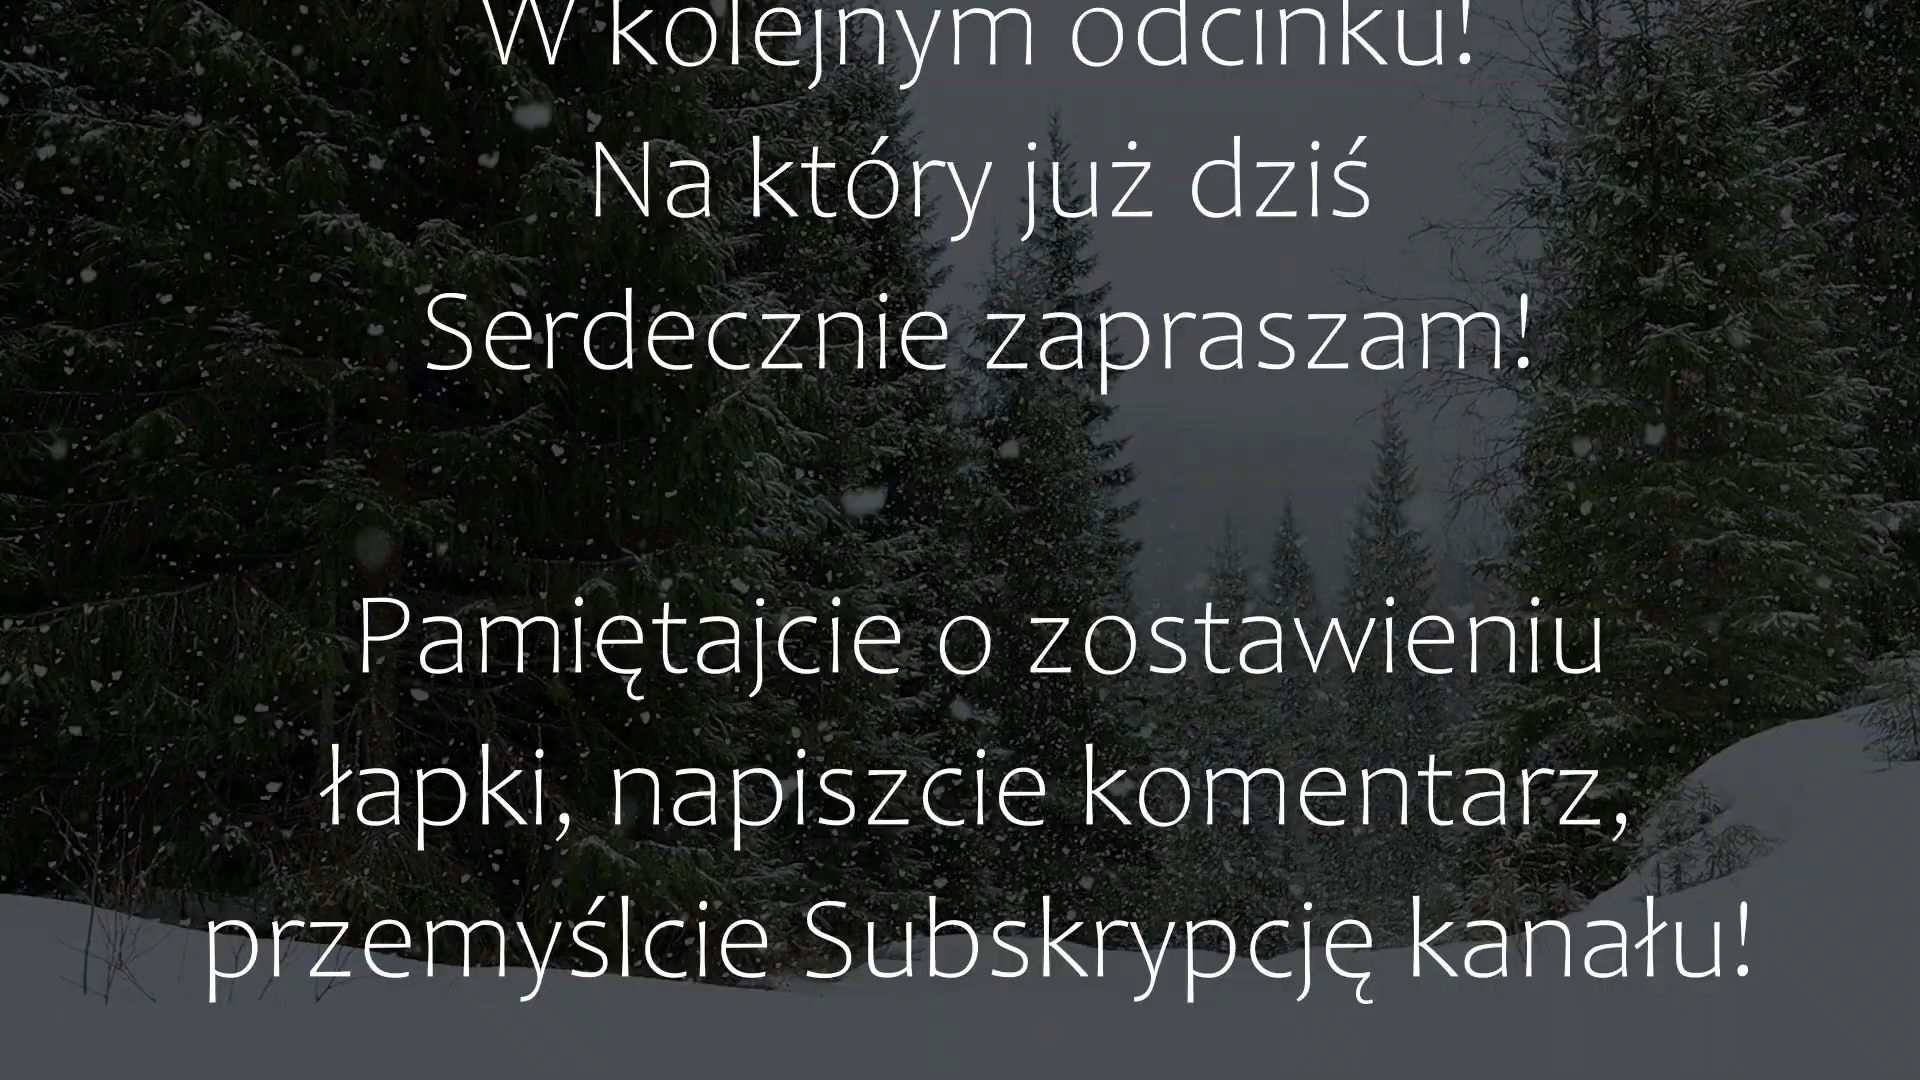 W kolejnym odcinku!
Na który już dziś
Serdecznie zapraszam!
Pamiętajcie o zostawieniu
łapki, napiszcie komentarz,
przemyślcie Subskrypcję kanału!